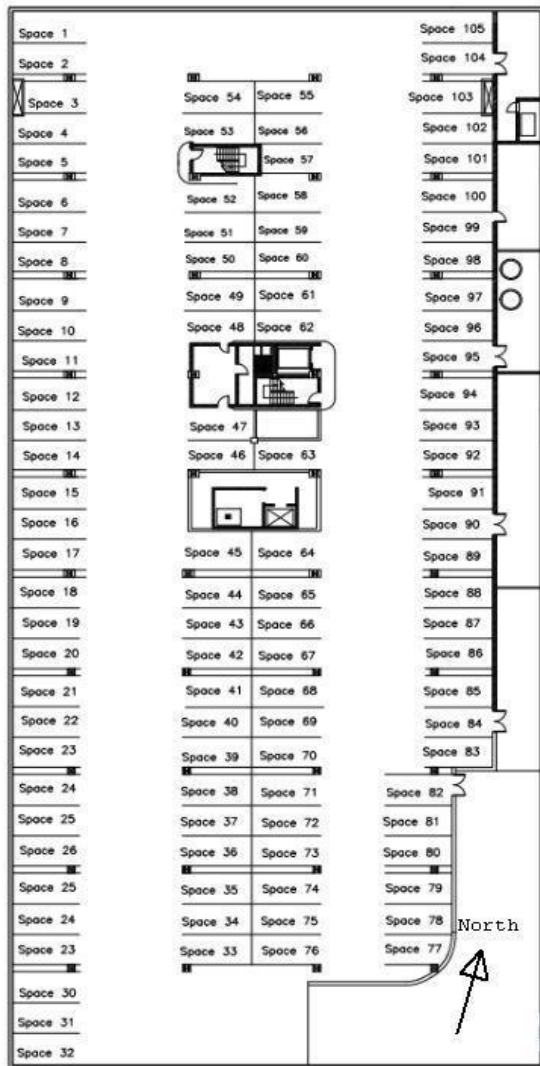 Space 1
Space 2
Space 3
Space 4
Space 5
Space 6
Space 7
Space 8
Space 9
Space 10
Space 11
Space 12
Space 13
Space 14
Space 15
Space 16
Space 17
Space 18
Space 19
Space 20
Space 21
Space 22
Space 23
Space 24
Space 25
Space 26
Space 25
Space 24
Space 23
Space 30
Space 31
Space 32
Space 54
Space 53
Space 52
Space 51
Space 50
Space 49
Space 48
Space 47
Space 46
Space 45
Space 44
Space 43
Space 42
Space 41
Space 40
Space 39
Space 38
Space 37
Space 36
Space 35
Space 34
Space 33
Space 55
Space 56
Space 57
Space 58
Space 59
Space 60
Space 61
Space 62
Space 63
Space 64
Space 65
Space 66
Space 67
Space 68
Space 69
Space 70
Space 71
Space 72
Space 73
Space 74
Space 75
Space 76
Space 105
Space 104
Space 103
Space 102
Space 101
Space 100
Space 99
Space 98
Space 97
Space 96
Space 95
Space 94
Space 93
Space 92
Space 91
Space 90
Space 89
Space 88
Space 87
Space 86
Space 85
Space 84
Space 83
Space 82
Space 81
Space 80
Space 79
Space 78
Space 77
North